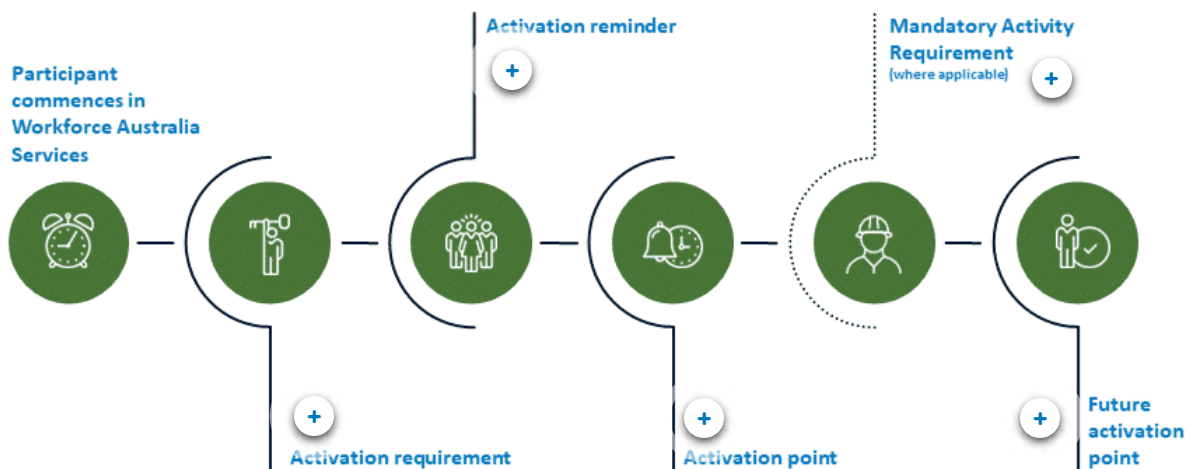 Participant
commences in
Workforce Australia
Services
Activation requirement
Activation reminder
Activation point
Mandatory Activity
Requirement
(where applicable)
Future
activation
point